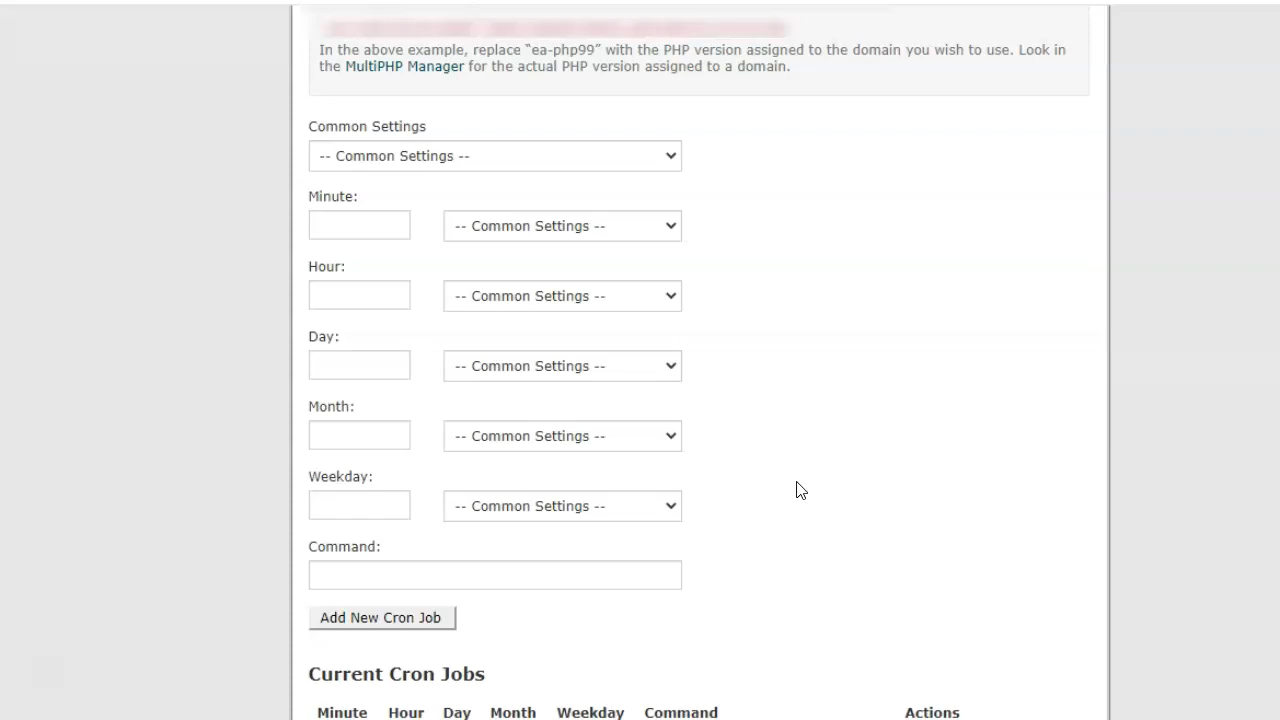 In the above example, replace “ea-php99” with the PHP version assigned to the domain you wish to use. Look in
the MultiPHP Manager for the actual PHP version assigned to a domain.
Common Settings
-- Common Settings --
Minute:
-- Common Settings --
Hour:
-- Common Settings --
Day:
-- Common Settings --
Month:
-- Common Settings --
Weekday:
-- Common Settings --
Command:
Add New Cron Job
Current Cron Jobs
Minute Hour Day Month Weekday Command Actions